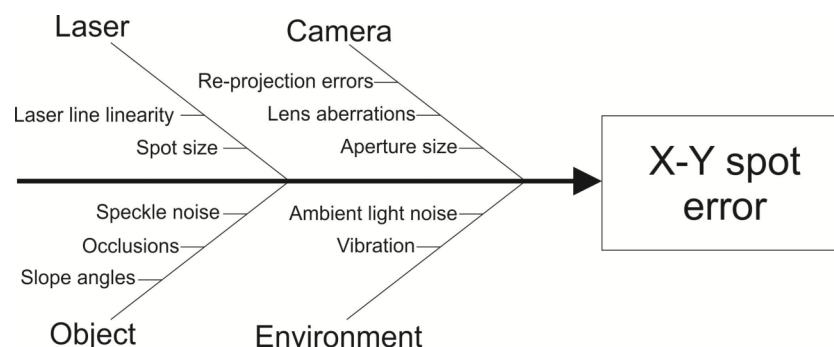 Laser
Camera
Re-projection errors
Laser line linearity
Lens aberrations
Spot size
Aperture size
X-Y spot
error
Speckle noise
Ambient light noise
Occlusions
Vibration
Slope angles
Object
Environment